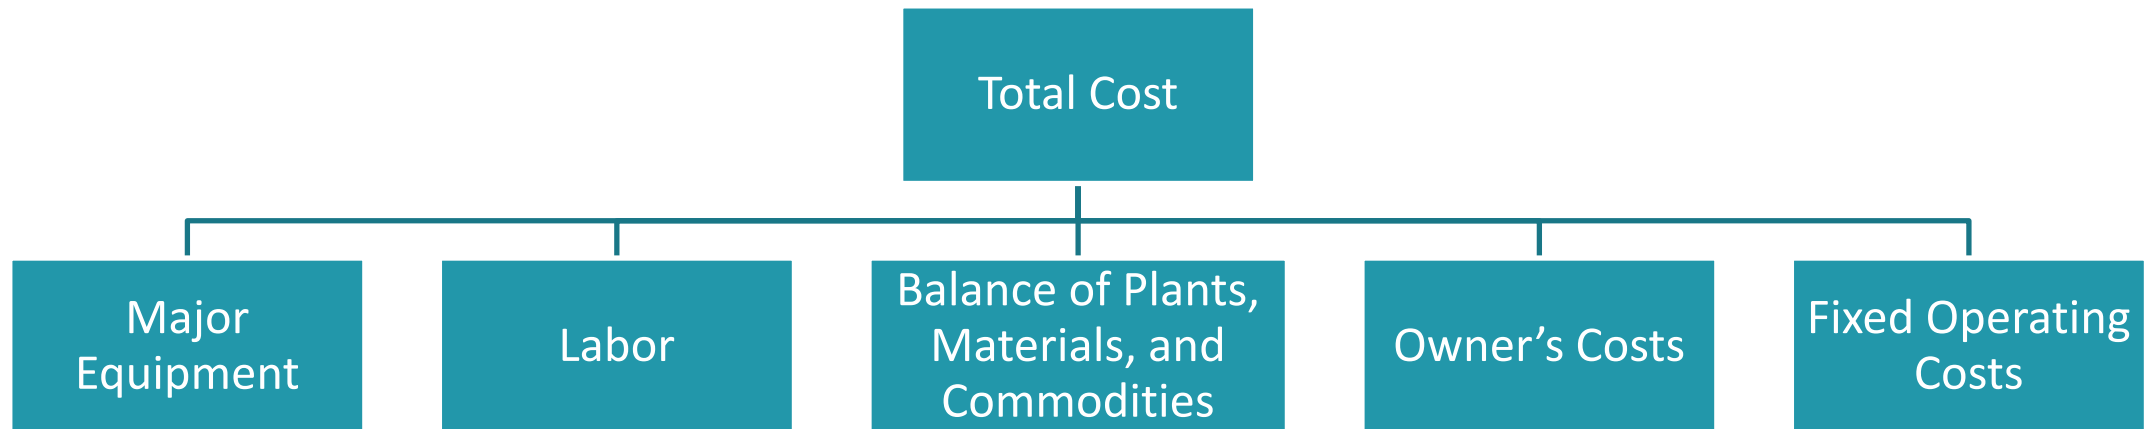 Total Cost
Major
Equipment
Labor
Balance of Plants,
Materials, and
Commodities
Owner’s Costs
Fixed Operating
Costs